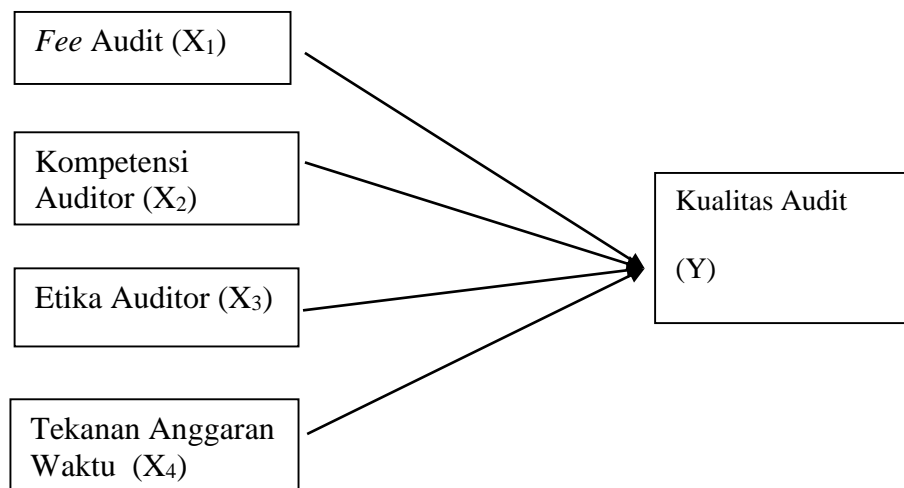 Fee Audit (X₁)
Kompetensi
Auditor (X₂)
Etika Auditor (X₃)
Tekanan Anggaran
Waktu (X₄)
Kualitas Audit
(Y)